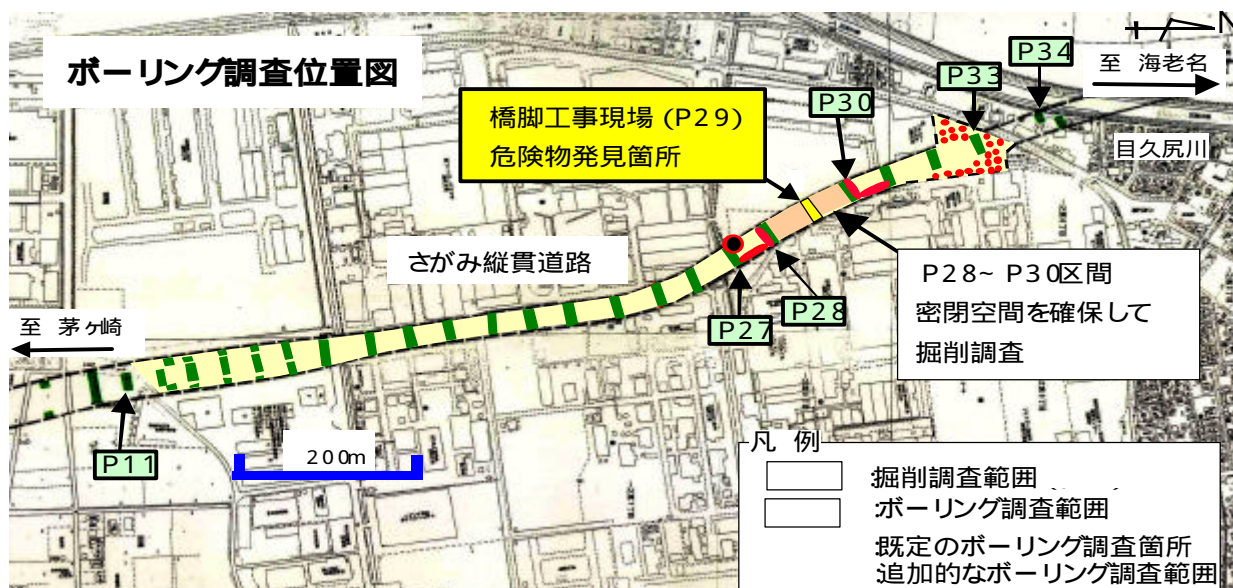 ボーリング調査位置図
N
P34
至 海老名
P33
P30
目久尻川
橋脚工事現場 (P29)
危険物発見箇所
さがみ縦貫道路
P28~P30区間
密閉空間を確保して
掘削調査
P28
P27
至 茅ヶ崎
P11
200m
凡 例
:掘削調査範囲
:ボーリング調査範囲
:既定のボーリング調査箇所
:追加的なボーリング調査範囲